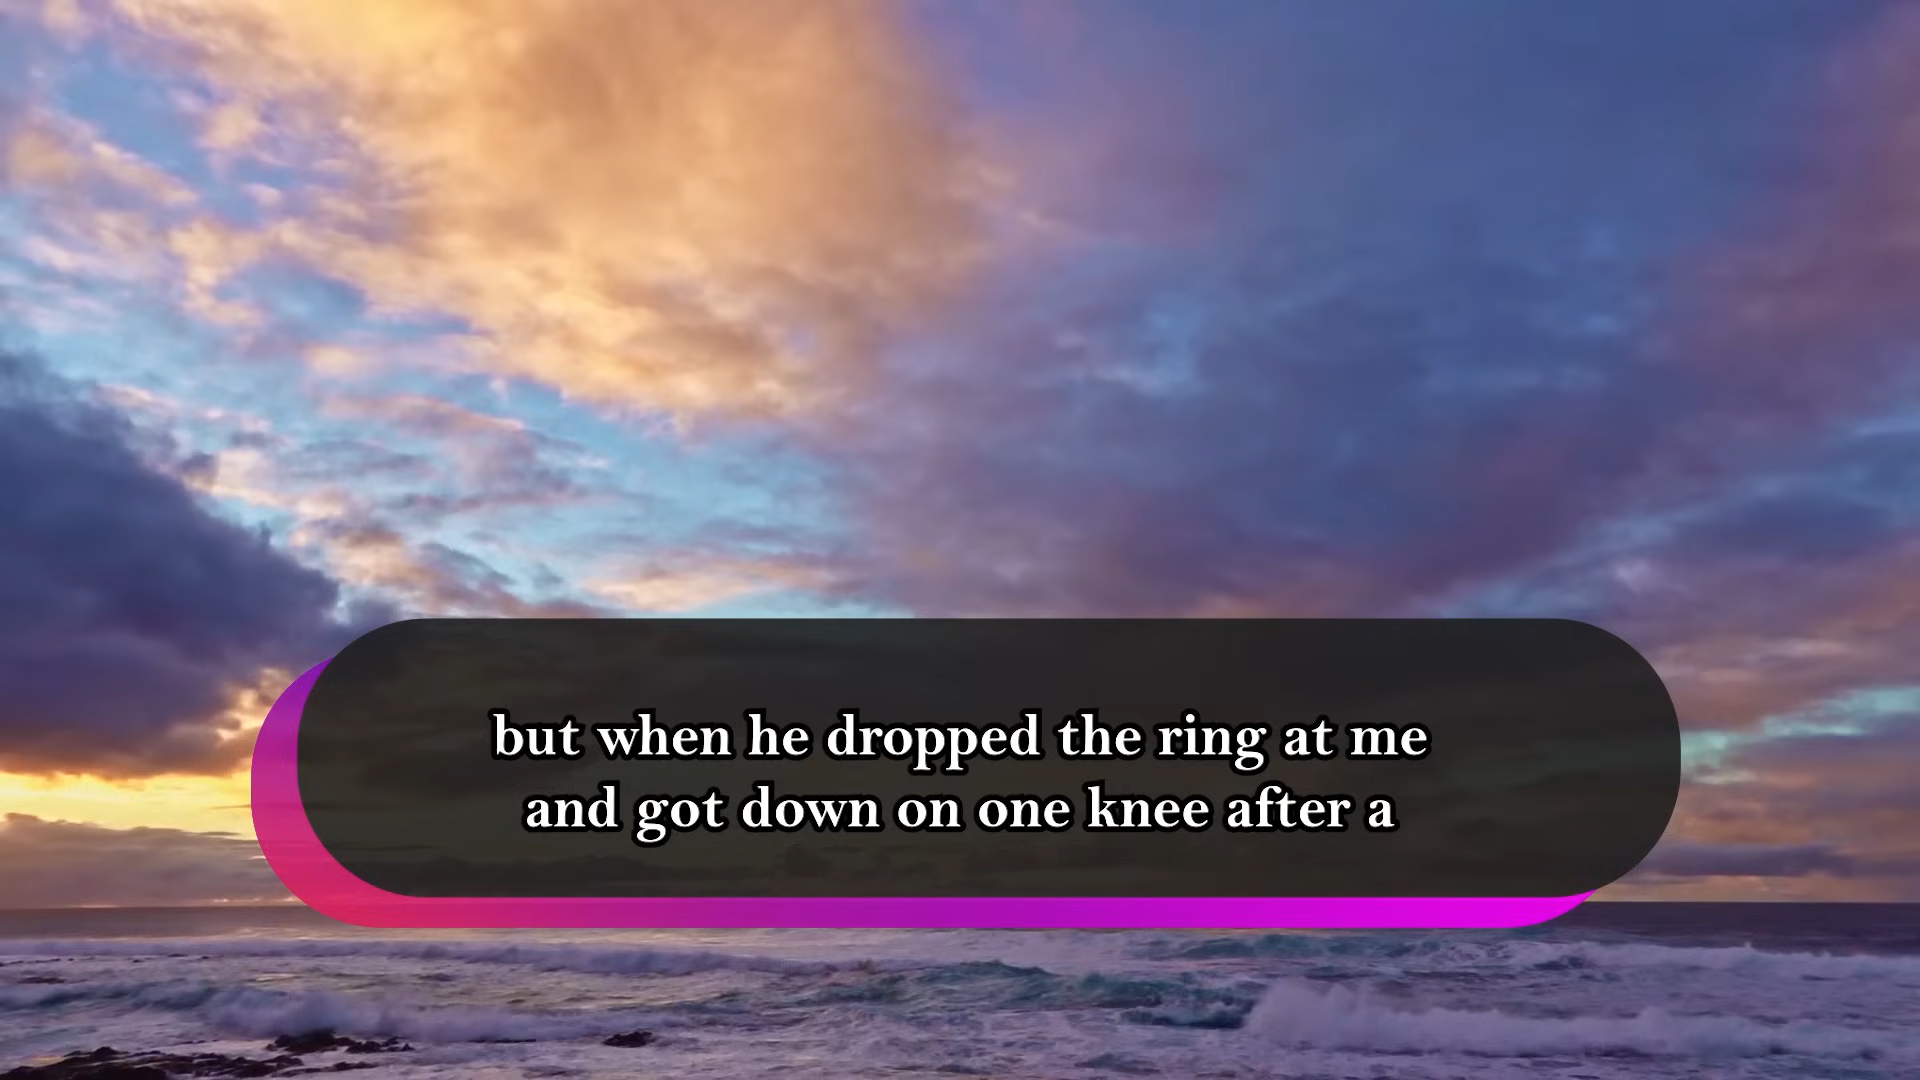 but when he dropped the ring at me
and got down on one knee after a